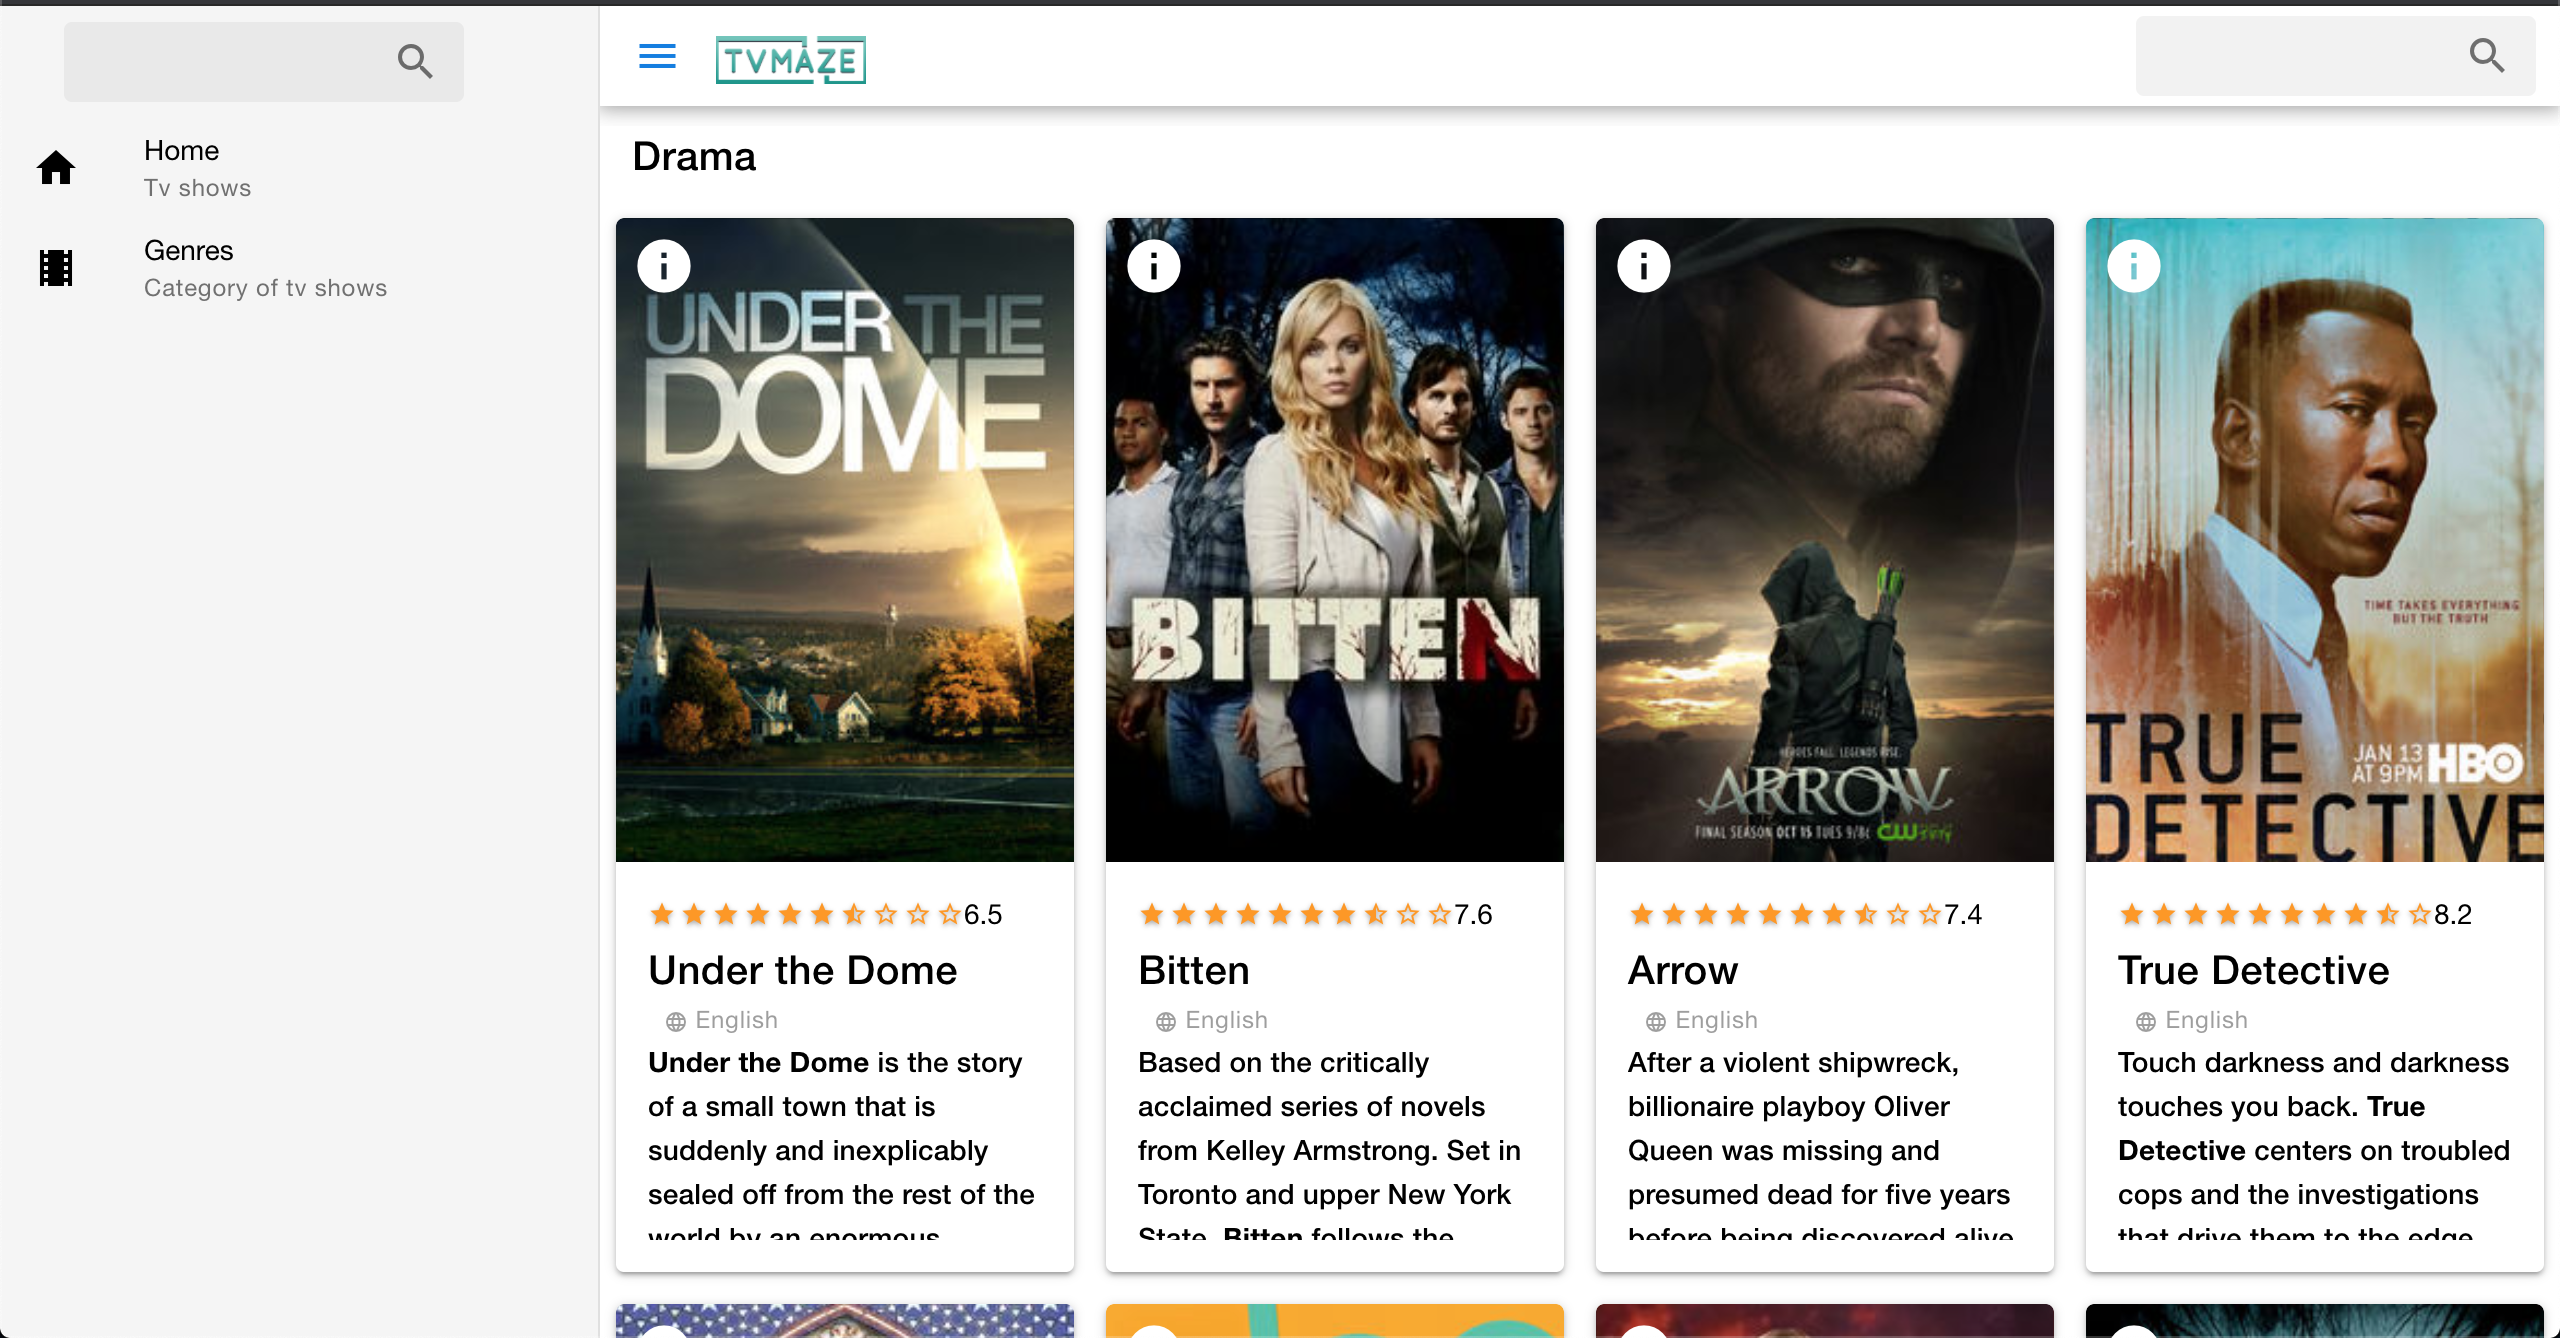 Home
Tv shows
Genres
Category of tv shows
TVMAZE
Drama
UNDER THE
DOME
6.5
Under the Dome
English
Under the Dome is the story
of a small town that is
suddenly and inexplicably
sealed off from the rest of the
world by an enormous
BITTEN
7.6
Bitten
English
Based on the critically
acclaimed series of novels
from Kelley Armstrong. Set in
Toronto and upper New York
State, Bitten follows the
HEROES FALL. LEGENDS RISE.
ARROW
FINAL SEASON OCT 15 TUES 9/8c CW
7.4
Arrow
English
After a violent shipwreck,
billionaire playboy Oliver
Queen was missing and
presumed dead for five years
before being discovered alive
TIME TAKES EVERYTHING
BUT THE TRUTH
TRUE
DETECTIVE
JAN 13
AT 9PM HBO
8.2
True Detective
English
Touch darkness and darkness
touches you back. True
Detective centers on troubled
cops and the investigations
that drive them to the edge